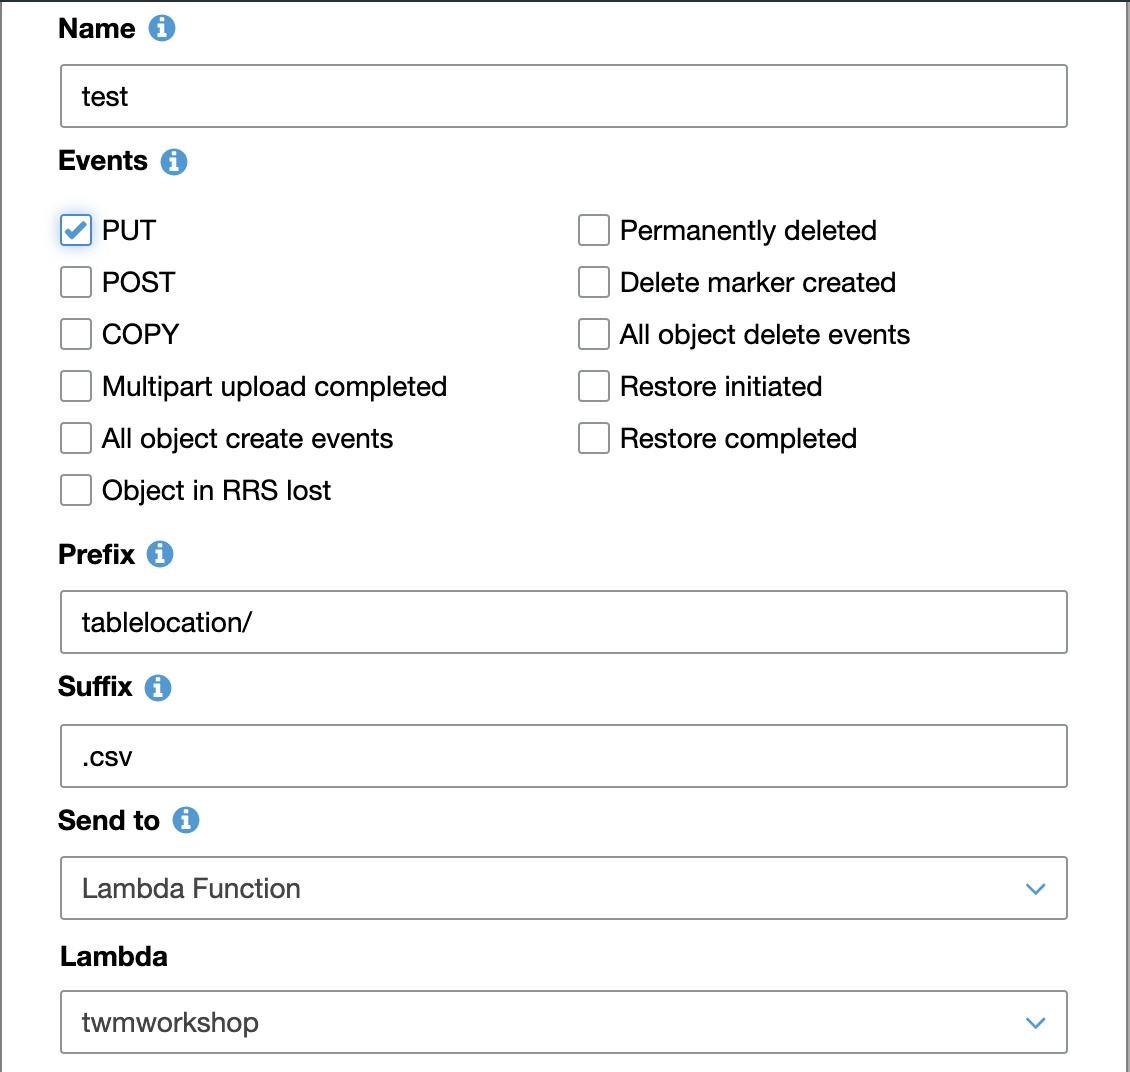 Name
test
Events
PUT
Permanently deleted
POST
Delete marker created
COPY
All object delete events
Multipart upload completed
Restore initiated
All object create events
Restore completed
Object in RRS lost
Prefix
tablelocation/
Suffix
.csv
Send to
Lambda Function
Lambda
twmworkshop